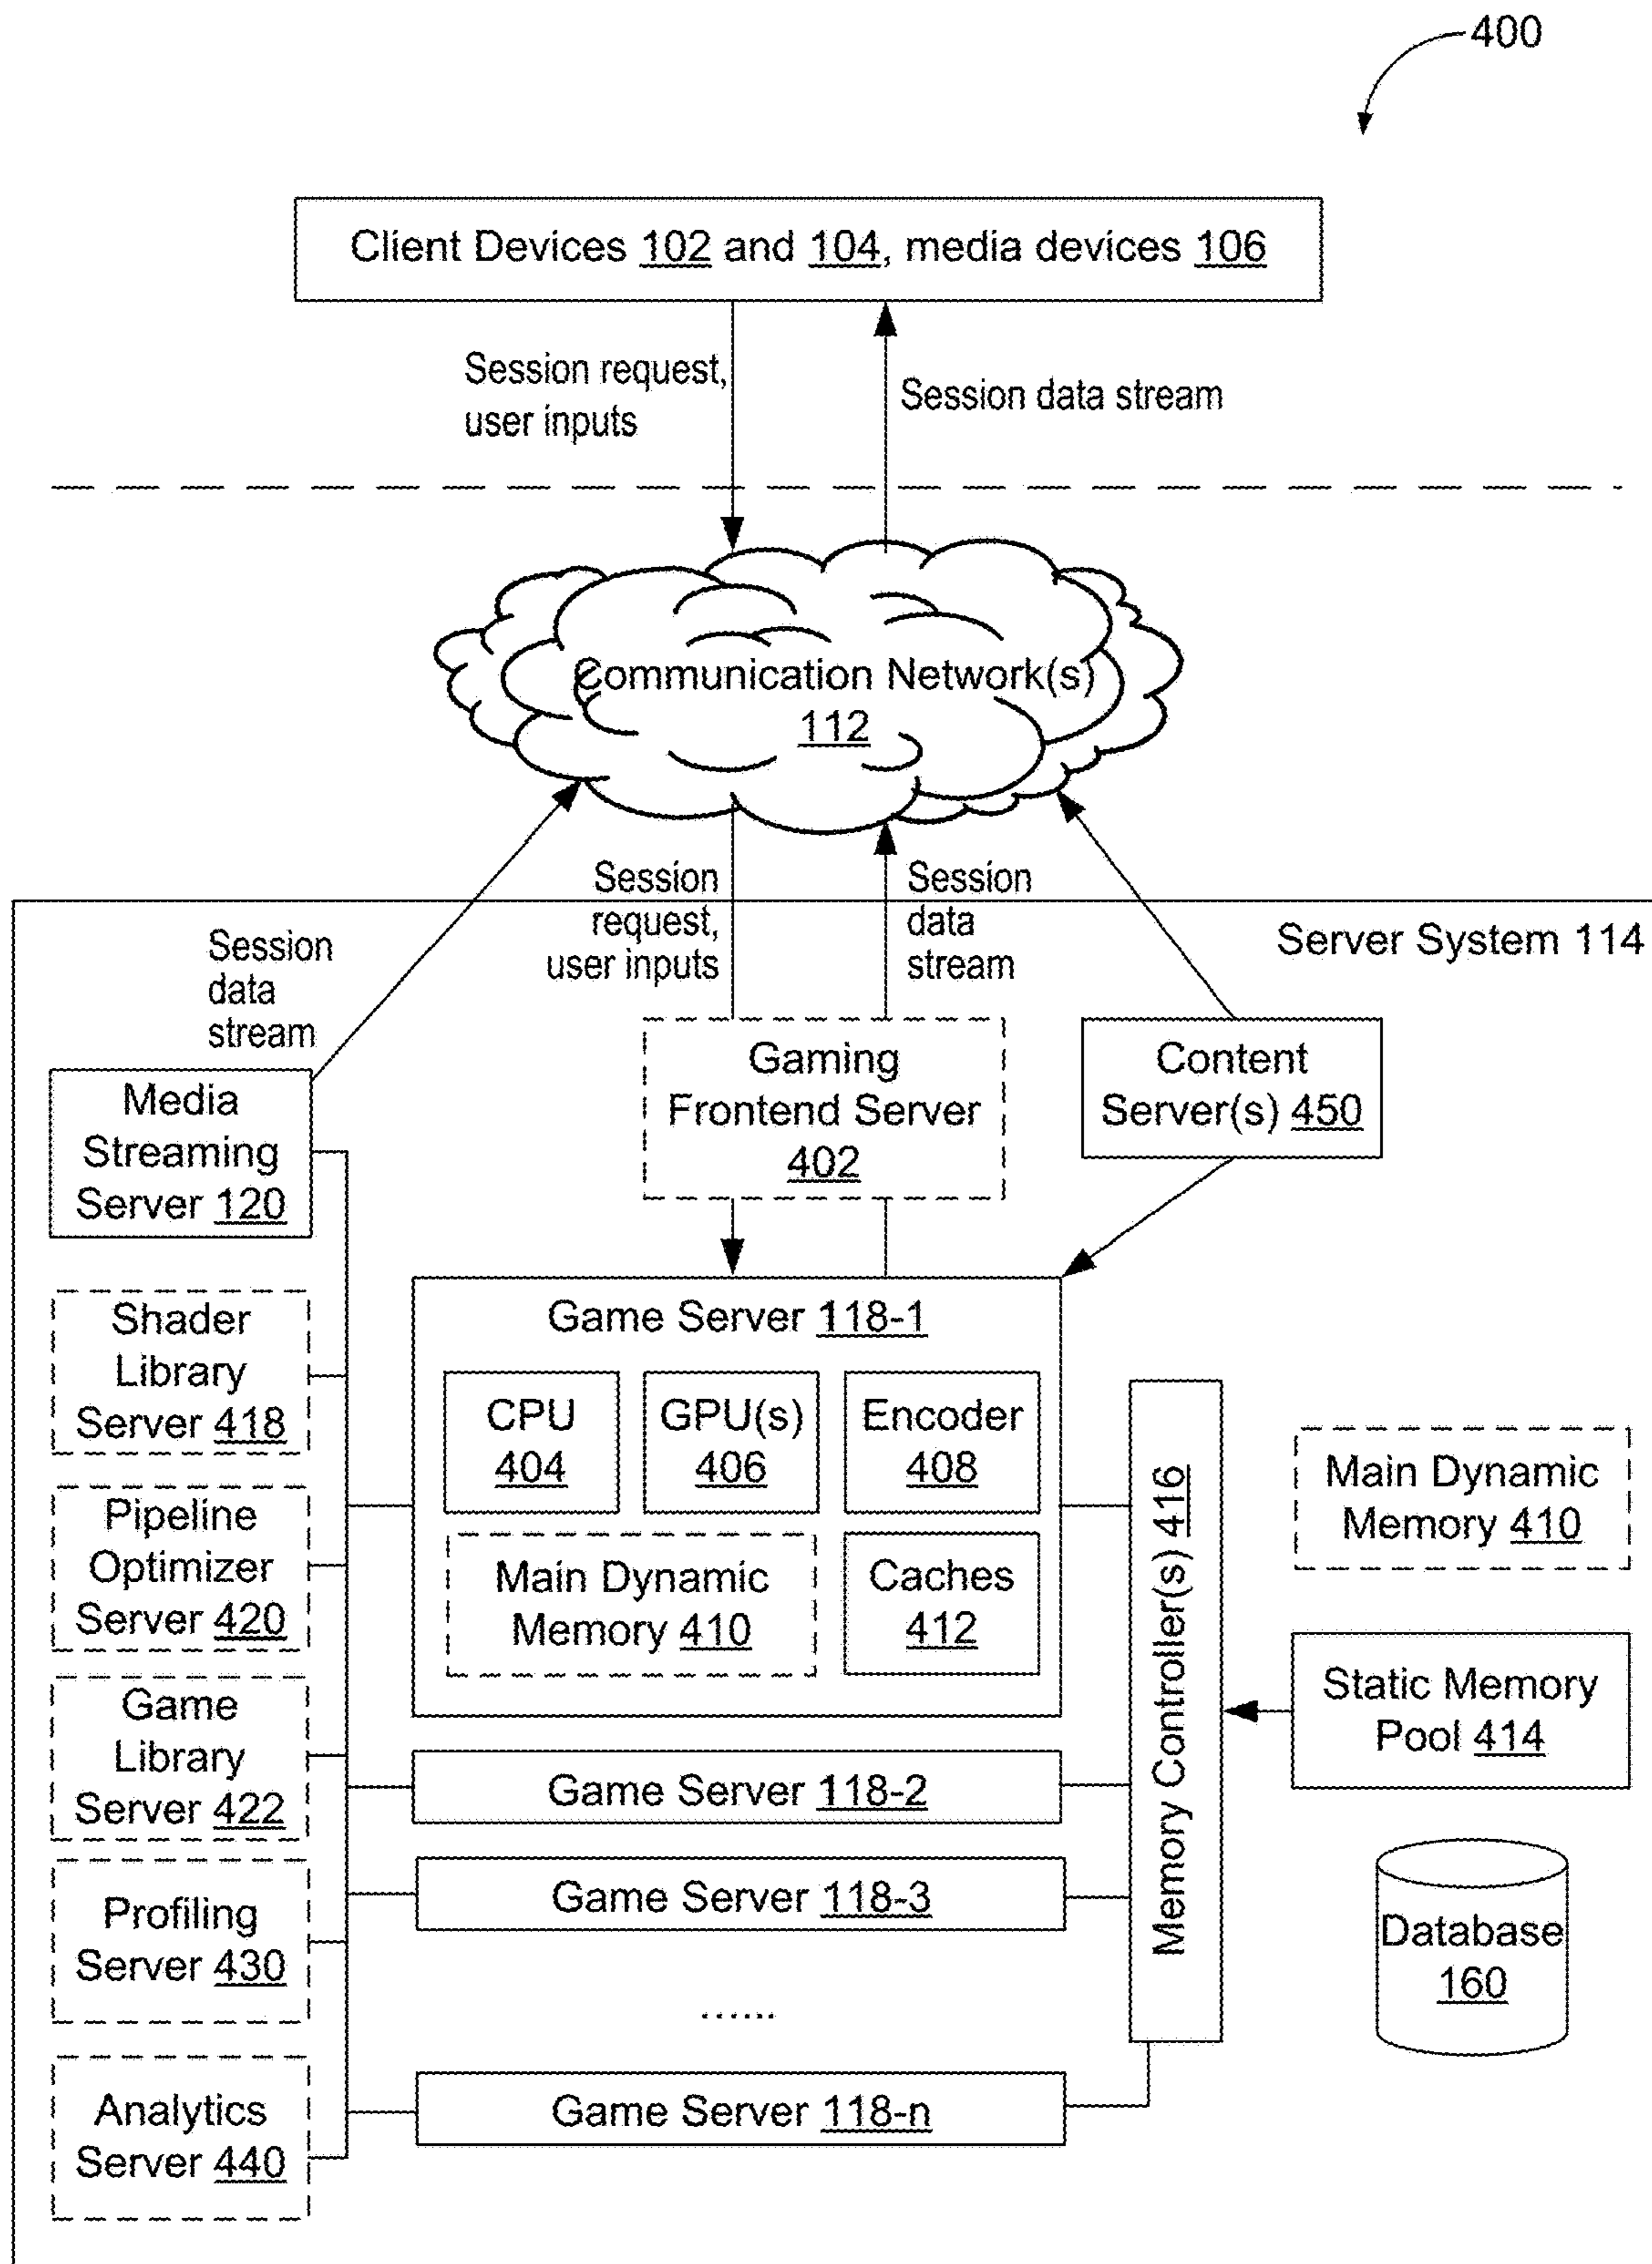 400
Client Devices 102 and 104, media devices 106
Session request,
user inputs
Session data stream
Communication Network(s)
112
Session
request,
user inputs
Session
data
stream
Server System 114
Session
data
stream
Gaming
Frontend Server
402
Content
Server(s) 450
Media
Streaming
Server 120
Shader
Library
Server 418
Pipeline
Optimizer
Server 420
Game
Library
Server 422
Profiling
Server 430
Analytics
Server 440
Game Server 118-1
CPU
404
GPU(s)
406
Encoder
408
Main Dynamic
Memory 410
Caches
412
Game Server 118-2
Game Server 118-3
......
Game Server 118-n
Memory Controller(s) 416
Main Dynamic
Memory 410
Static Memory
Pool 414
Database
160